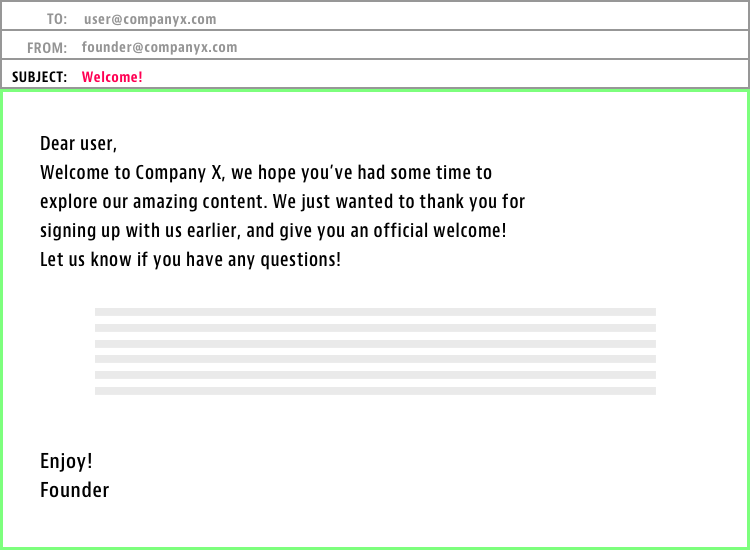 TO: user@companyx.com
FROM: founder@companyx.com
SUBJECT: Welcome!
Dear user,
Welcome to Company X, we hope you've had some time to
explore our amazing content. We just wanted to thank you for
signing up with us earlier, and give you an official welcome!
Let us know if you have any questions!
Enjoy!
Founder